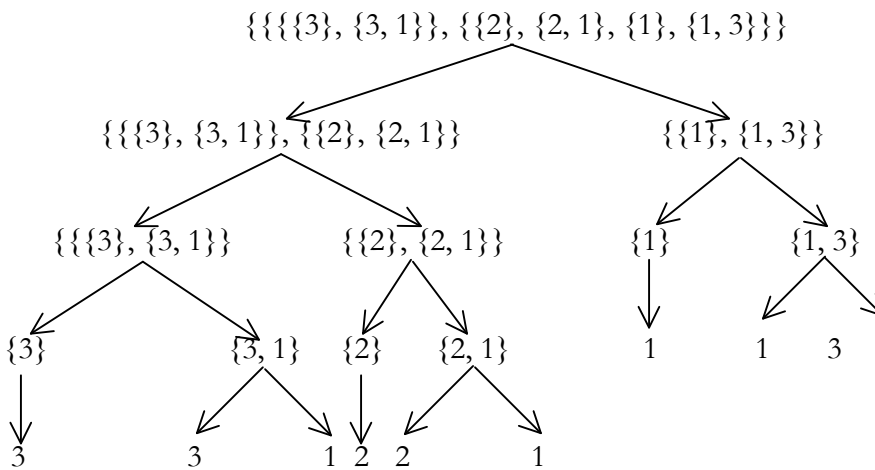 {{{{3}, {3, 1}}, {{2}, {2, 1}, {1}, {1, 3}}}
{{{3}, {3, 1}}, {{2}, {2, 1}} {{1}, {1, 3}}
{{{3}, {3, 1}} {{2}, {2, 1}} {1} {1, 3}
{3} {3, 1} {2} {2, 1} 1 1 3
3 3 1 2 2 1